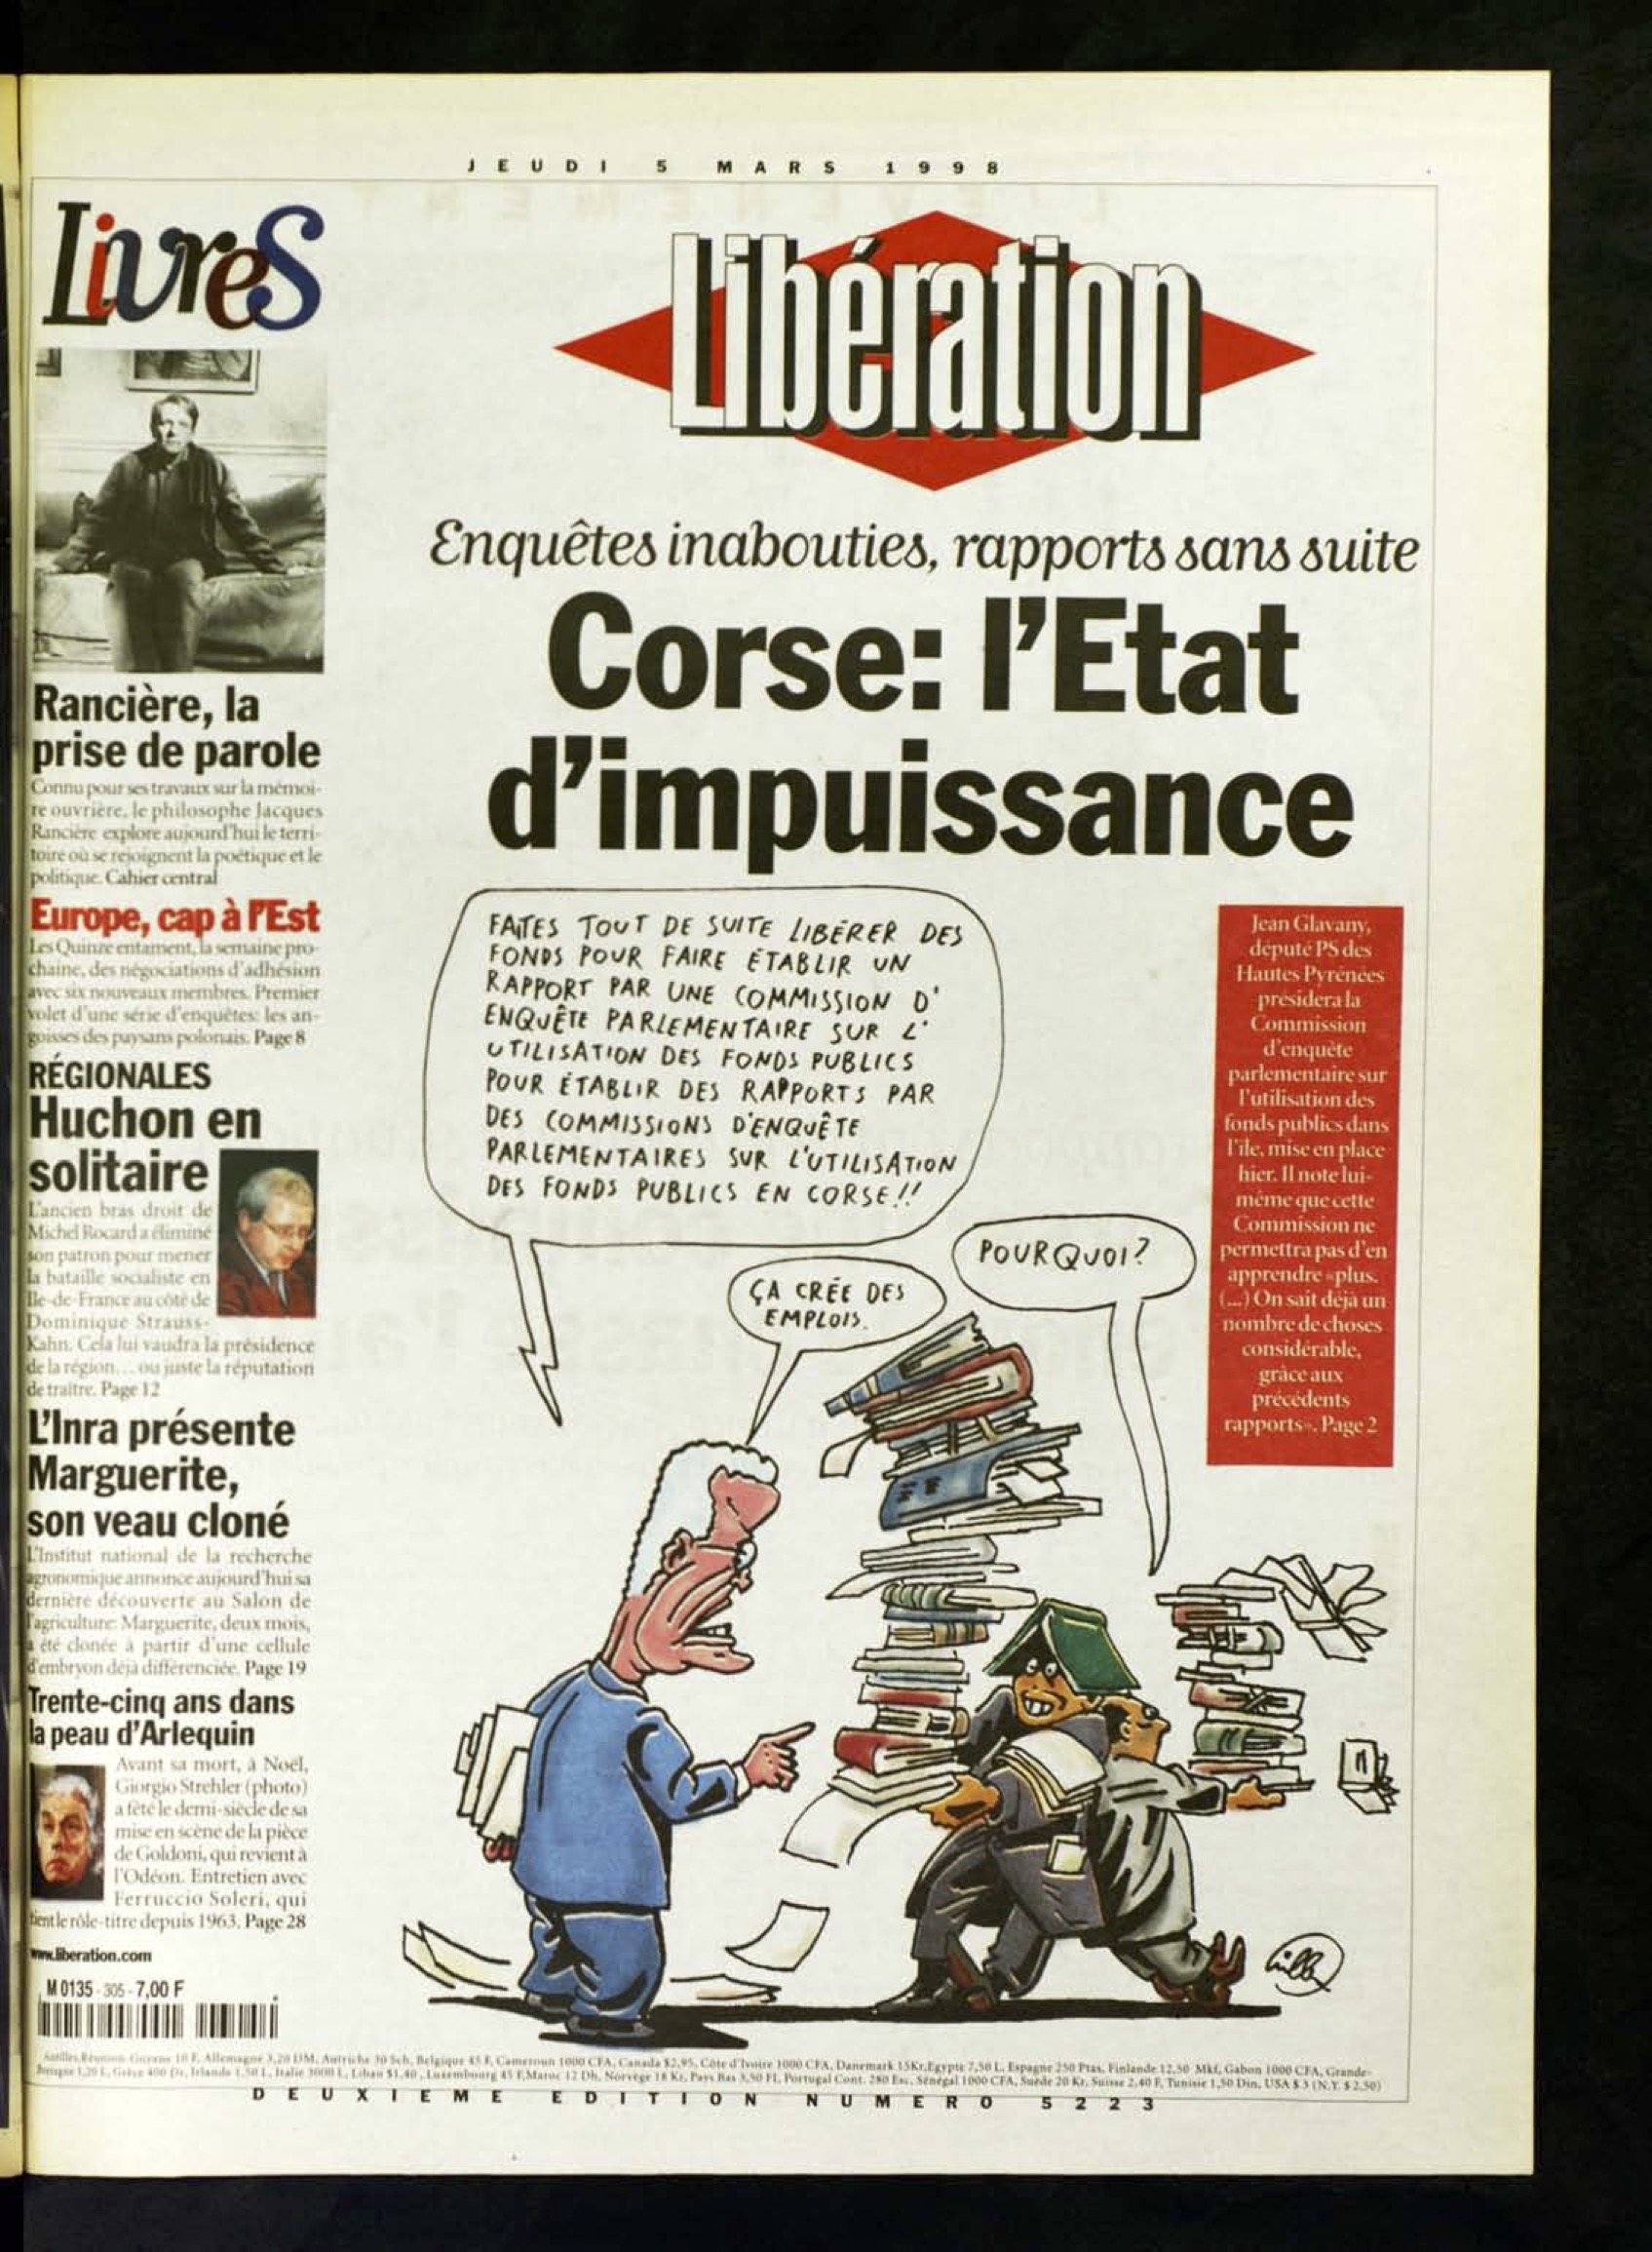 JEUDI 5 MARS 1998
Livres
Libération
Rancière, la
prise de parole
Connu pour ses travaux sur la mémoi-
re ouvrière, le philosophe Jacques
Rancière explore aujourd'hui le terri-
toire où se rejoignent la poétique et le
politique. Cahier central
Europe, cap à l'Est
Les Quinze entament, la semaine pro-
chaine, des négociations d'adhésion
avec six nouveaux membres. Premier
volet d'une série d'enquêtes: les an-
goisses des paysans polonais. Page 8
RÉGIONALES
Huchon en
solitaire
L'ancien bras droit de
Michel Rocard a éliminé
son patron pour mener
la bataille socialiste en
Ile-de-France au côté de
Dominique Strauss-
Kahn. Cela lui vaudra la présidence
de la région... ou juste la réputation
de traître. Page 12
L'Inra présente
Marguerite,
son veau cloné
L'Institut national de la recherche
agronomique annonce aujourd'hui sa
dernière découverte au Salon de
l'agriculture: Marguerite, deux mois,
a été clonée à partir d'une cellule
d'embryon déjà différenciée. Page 19
Trente-cinq ans dans
la peau d'Arlequin
Avant sa mort, à Noël,
Giorgio Strehler (photo)
a fêté le demi-siècle de sa
mise en scène de la pièce
de Goldoni, qui revient à
l'Odéon. Entretien avec
Ferruccio Soleri, qui
tient le rôle-titre depuis 1963. Page 28
www.liberation.com
M 0135 - 305 - 7,00 F
Enquêtes inabouties, rapports sans suite
Corse: l'Etat
d'impuissance
FAITES TOUT DE SUITE LIBÉRER DES
FONDS POUR FAIRE ÉTABLIR UN
RAPPORT PAR UNE COMMISSION D'
ENQUÊTE PARLEMENTAIRE SUR L'
UTILISATION DES FONDS PUBLICS
POUR ÉTABLIR DES RAPPORTS PAR
DES COMMISSIONS D'ENQUÊTE
PARLEMENTAIRES SUR L'UTILISATION
DES FONDS PUBLICS EN CORSE!!
POURQUOI?
ÇA CRÉE DES
EMPLOIS.
Jean Glavany,
député PS des
Hautes Pyrénées
présidera la
Commission
d'enquête
parlementaire sur
l'utilisation des
fonds publics dans
l'île, mise en place
hier. Il note lui-
même que cette
Commission ne
permettra pas d'en
apprendre «plus.
(...) On sait déjà un
nombre de choses
considérable,
grâce aux
précédents
rapports». Page 2
Antilles, Réunion, Guyane 10 F, Allemagne 3,20 DM, Autriche 30 Sch, Belgique 45 F, Cameroun 1000 CFA, Canada $2,95, Côte d'Ivoire 1000 CFA, Danemark 15Kr, Egypte 7,50 L, Espagne 250 Ptas, Finlande 12,50 Mkf, Gabon 1000 CFA, Grande-
Bretagne 1,20 L, Grèce 400 Dr, Irlande 1,50 L, Italie 3000 L, Liban $1,40, Luxembourg 45 F, Maroc 12 Dh, Norvège 18 Kr, Pays Bas 3,50 FL, Portugal Cont. 280 Esc, Sénégal 1000 CFA, Suède 20 Kr, Suisse 2,40 F, Tunisie 1,50 Din, USA $ 3 (N.Y. $ 2,50)
DEUXIEME EDITION NUMERO 5223